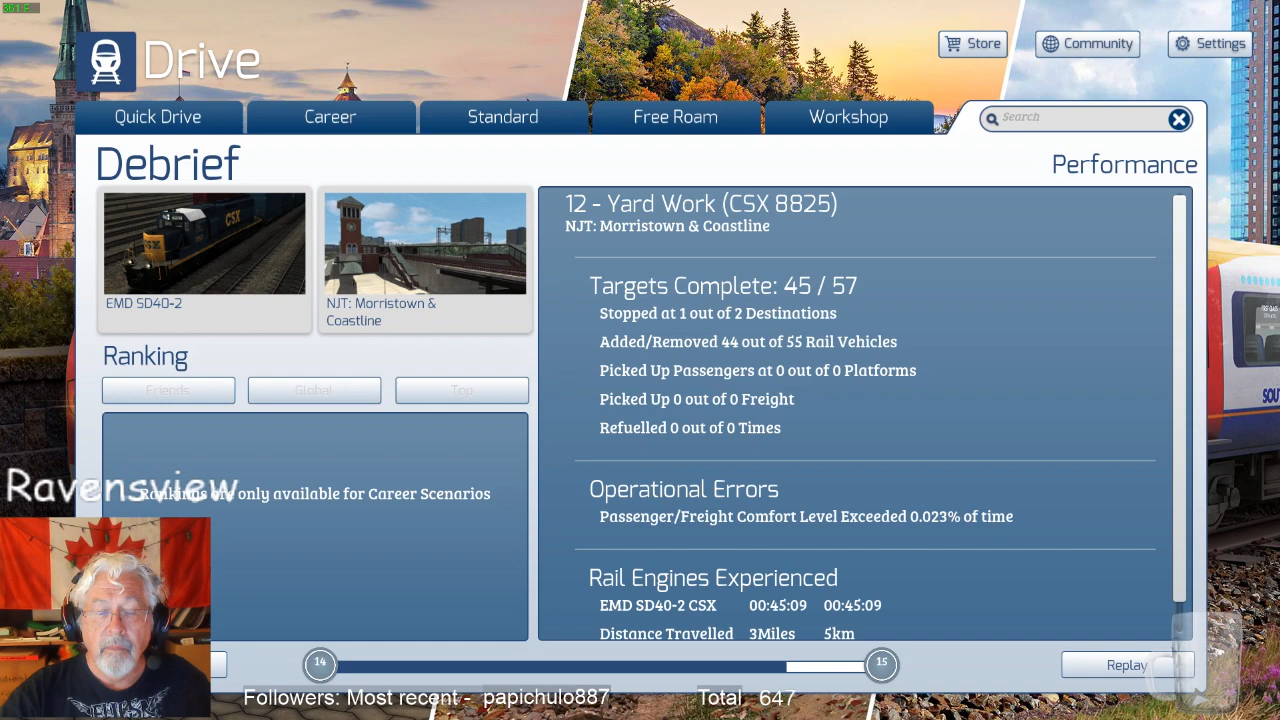 Drive
Store
Community
Settings
Quick Drive
Career
Standard
Free Roam
Workshop
Search
Debrief
Performance
CSX
EMD SD40-2
NJT: Morristown &
Coastline
Ranking
Friends
Global
Top
Rankings are only available for Career Scenarios
Ravensview
12 - Yard Work (CSX 8825)
NJT: Morristown & Coastline
Targets Complete: 45 / 57
Stopped at 1 out of 2 Destinations
Added/Removed 44 out of 55 Rail Vehicles
Picked Up Passengers at 0 out of 0 Platforms
Picked Up 0 out of 0 Freight
Refuelled 0 out of 0 Times
Operational Errors
Passenger/Freight Comfort Level Exceeded 0.023% of time
Rail Engines Experienced
EMD SD40-2 CSX 00:45:09 00:45:09
Distance Travelled 3Miles 5km
14
15
Replay
Followers: Most recent - papichulo887 Total 647